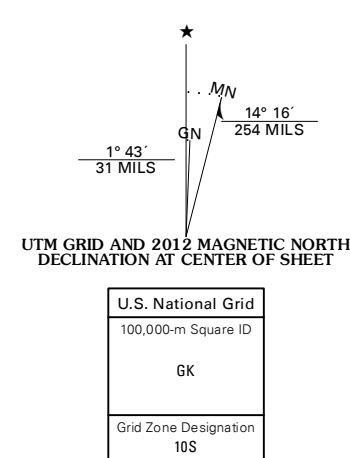 ★
MN
GN
14° 16´
254 MILS
1° 43´
31 MILS
UTM GRID AND 2012 MAGNETIC NORTH
DECLINATION AT CENTER OF SHEET
U.S. National Grid
100,000-m Square ID
GK
Grid Zone Designation
10S